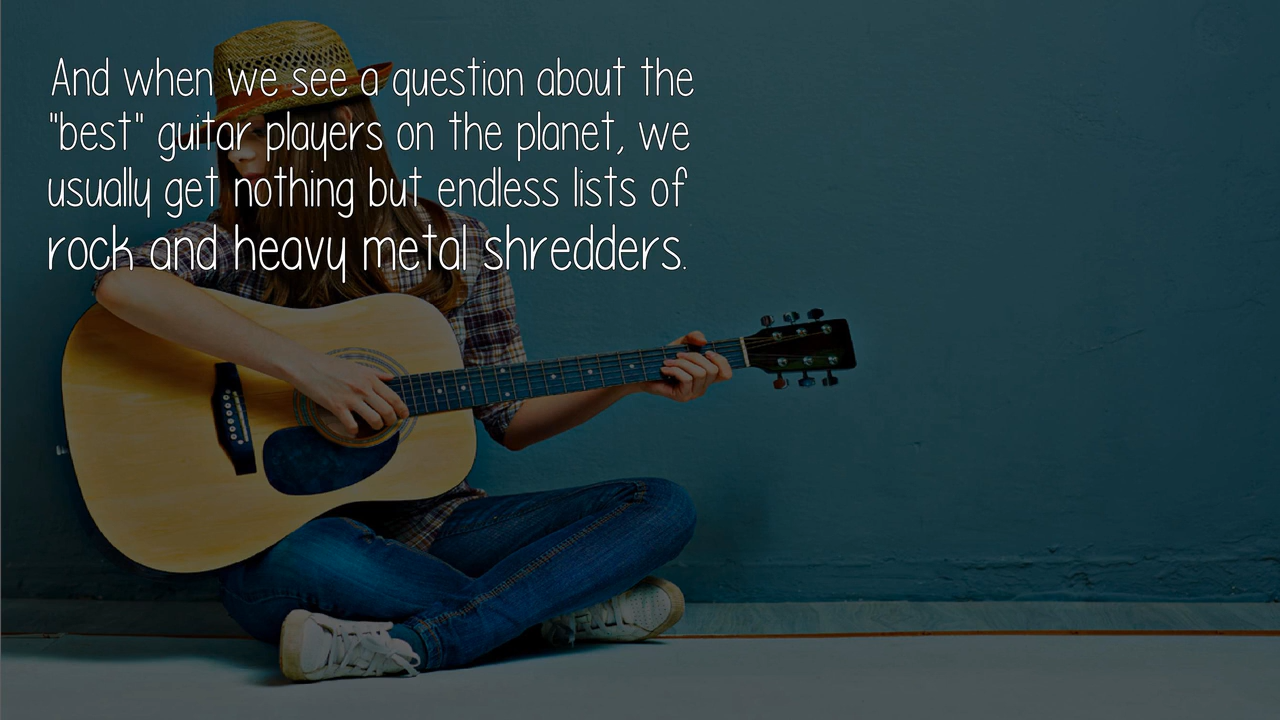 And when we see a question about the
"best" guitar players on the planet, we
usually get nothing but endless lists of
rock and heavy metal shredders.